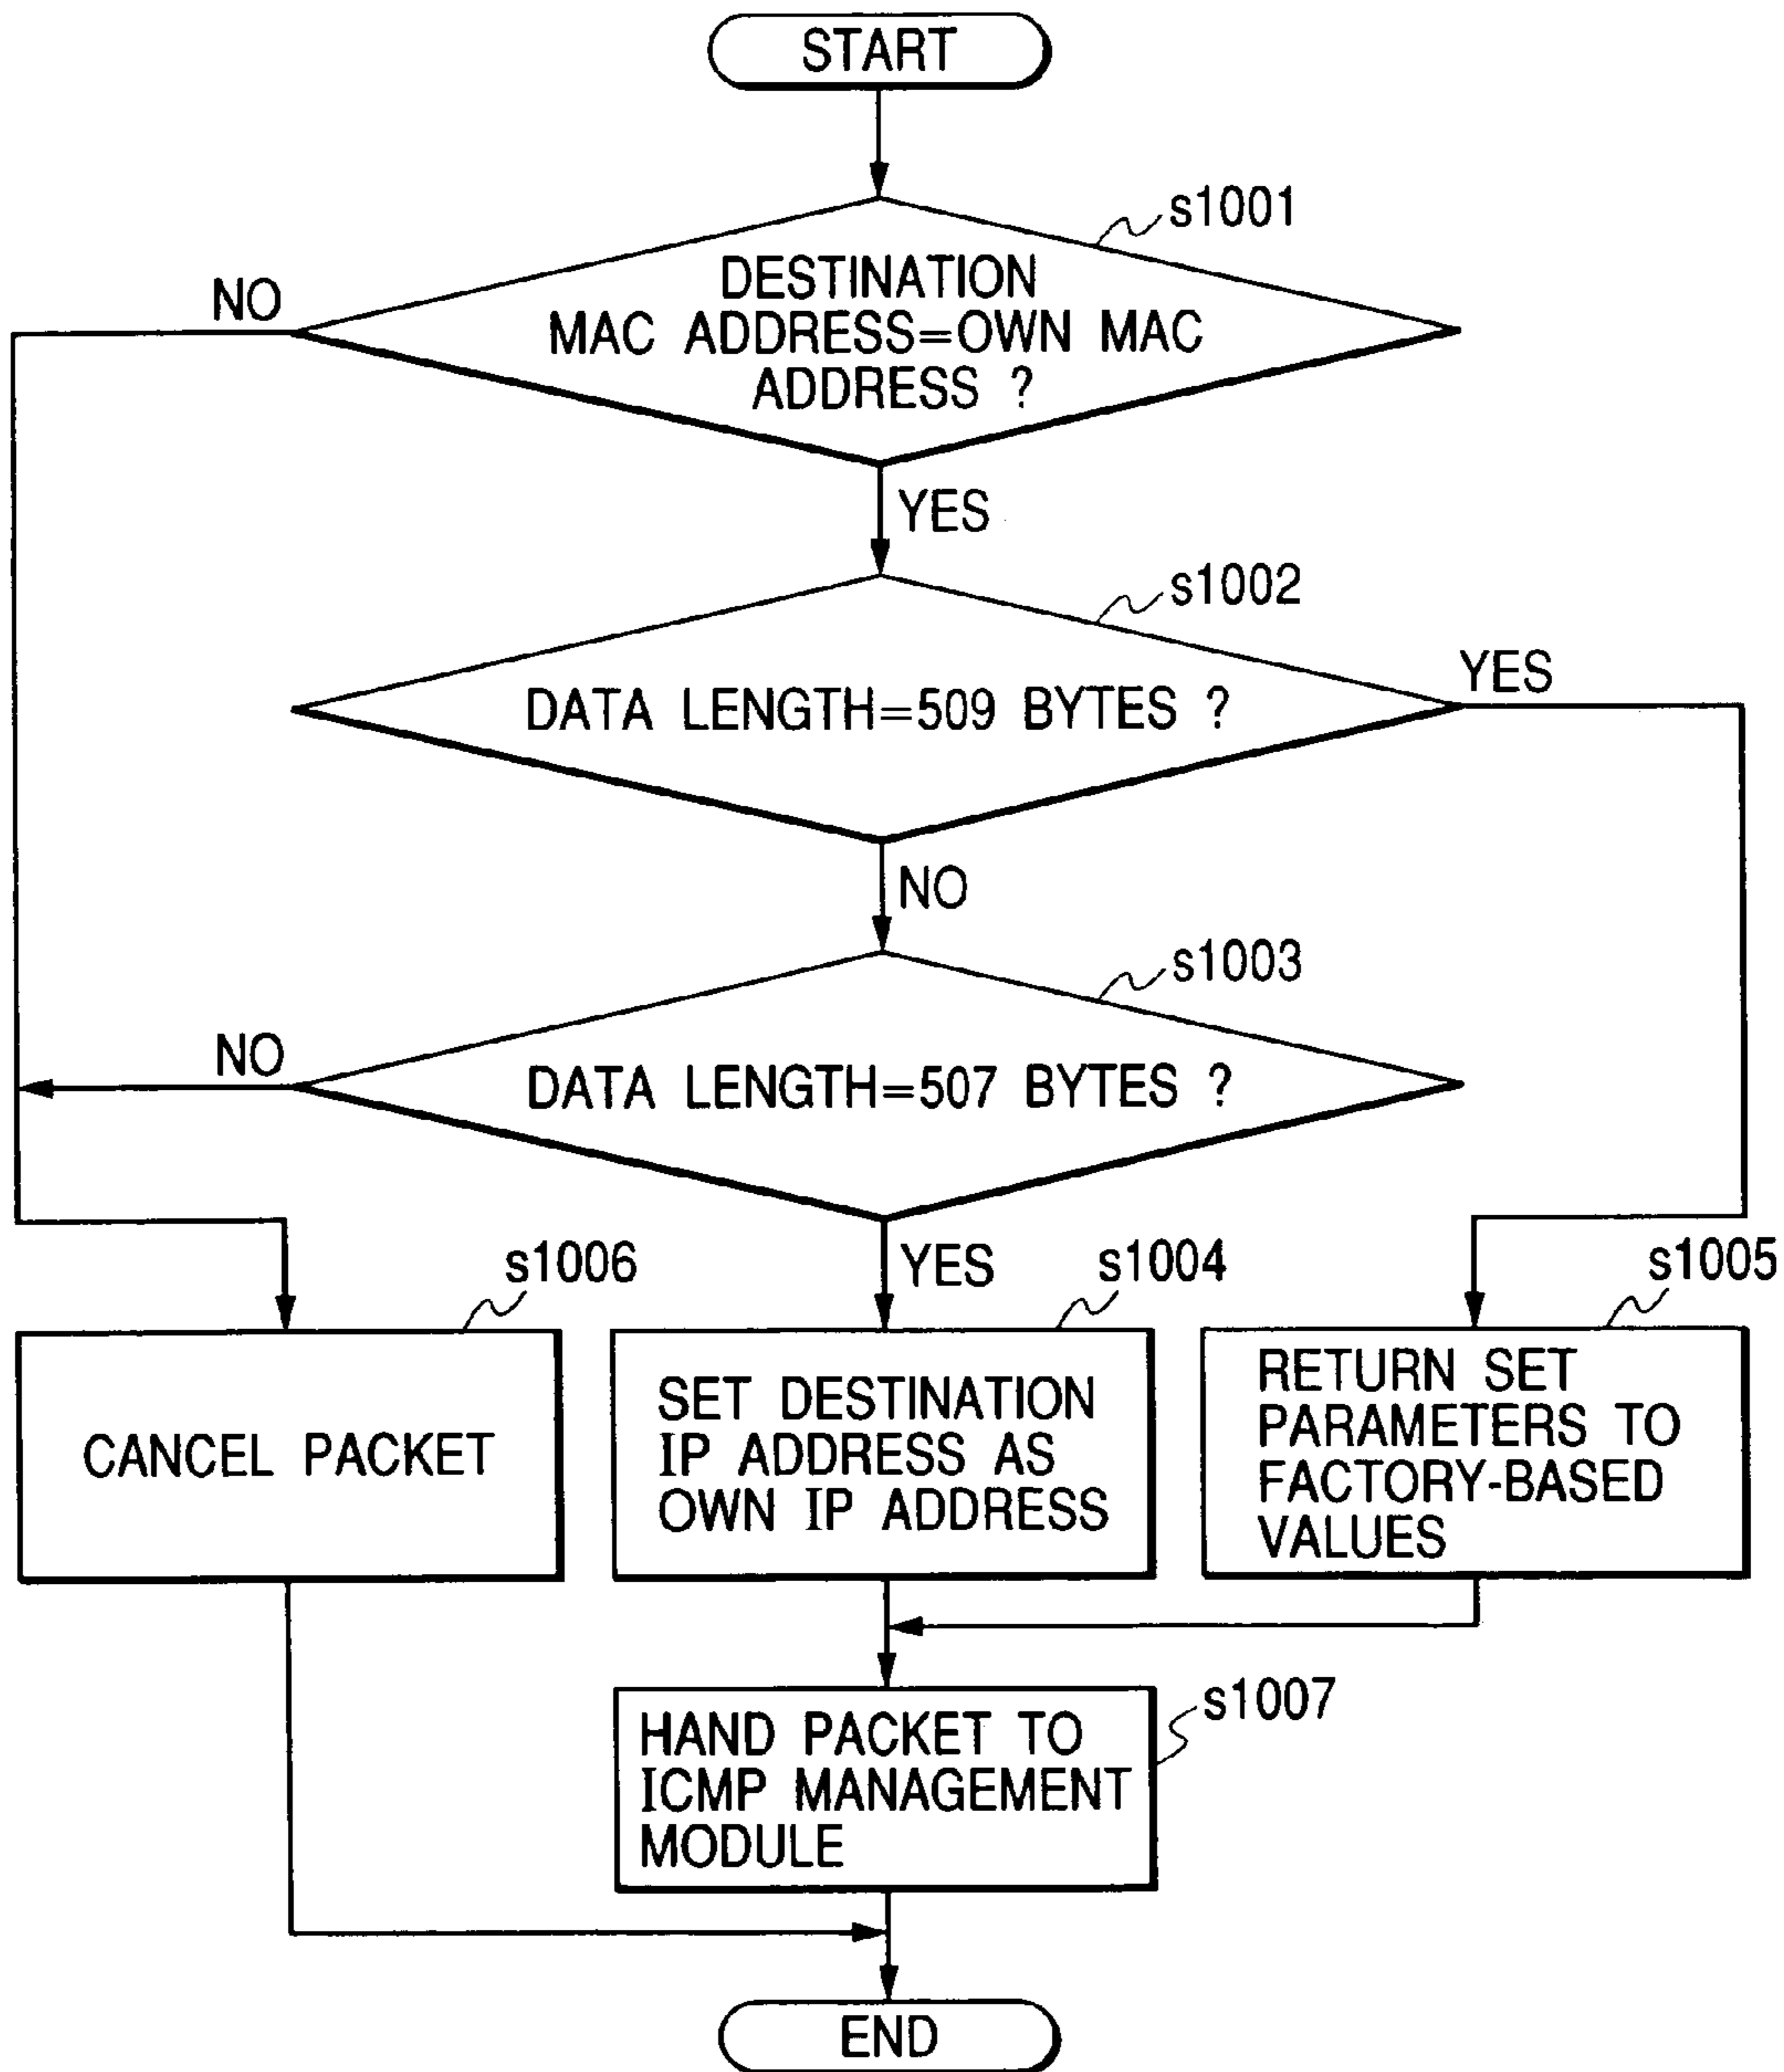 START
s1001
DESTINATION
MAC ADDRESS=OWN MAC
ADDRESS ?
NO
YES
s1002
DATA LENGTH=509 BYTES ?
YES
NO
s1003
DATA LENGTH=507 BYTES ?
NO
YES
s1006
CANCEL PACKET
s1004
SET DESTINATION
IP ADDRESS AS
OWN IP ADDRESS
s1005
RETURN SET
PARAMETERS TO
FACTORY-BASED
VALUES
s1007
HAND PACKET TO
ICMP MANAGEMENT
MODULE
END